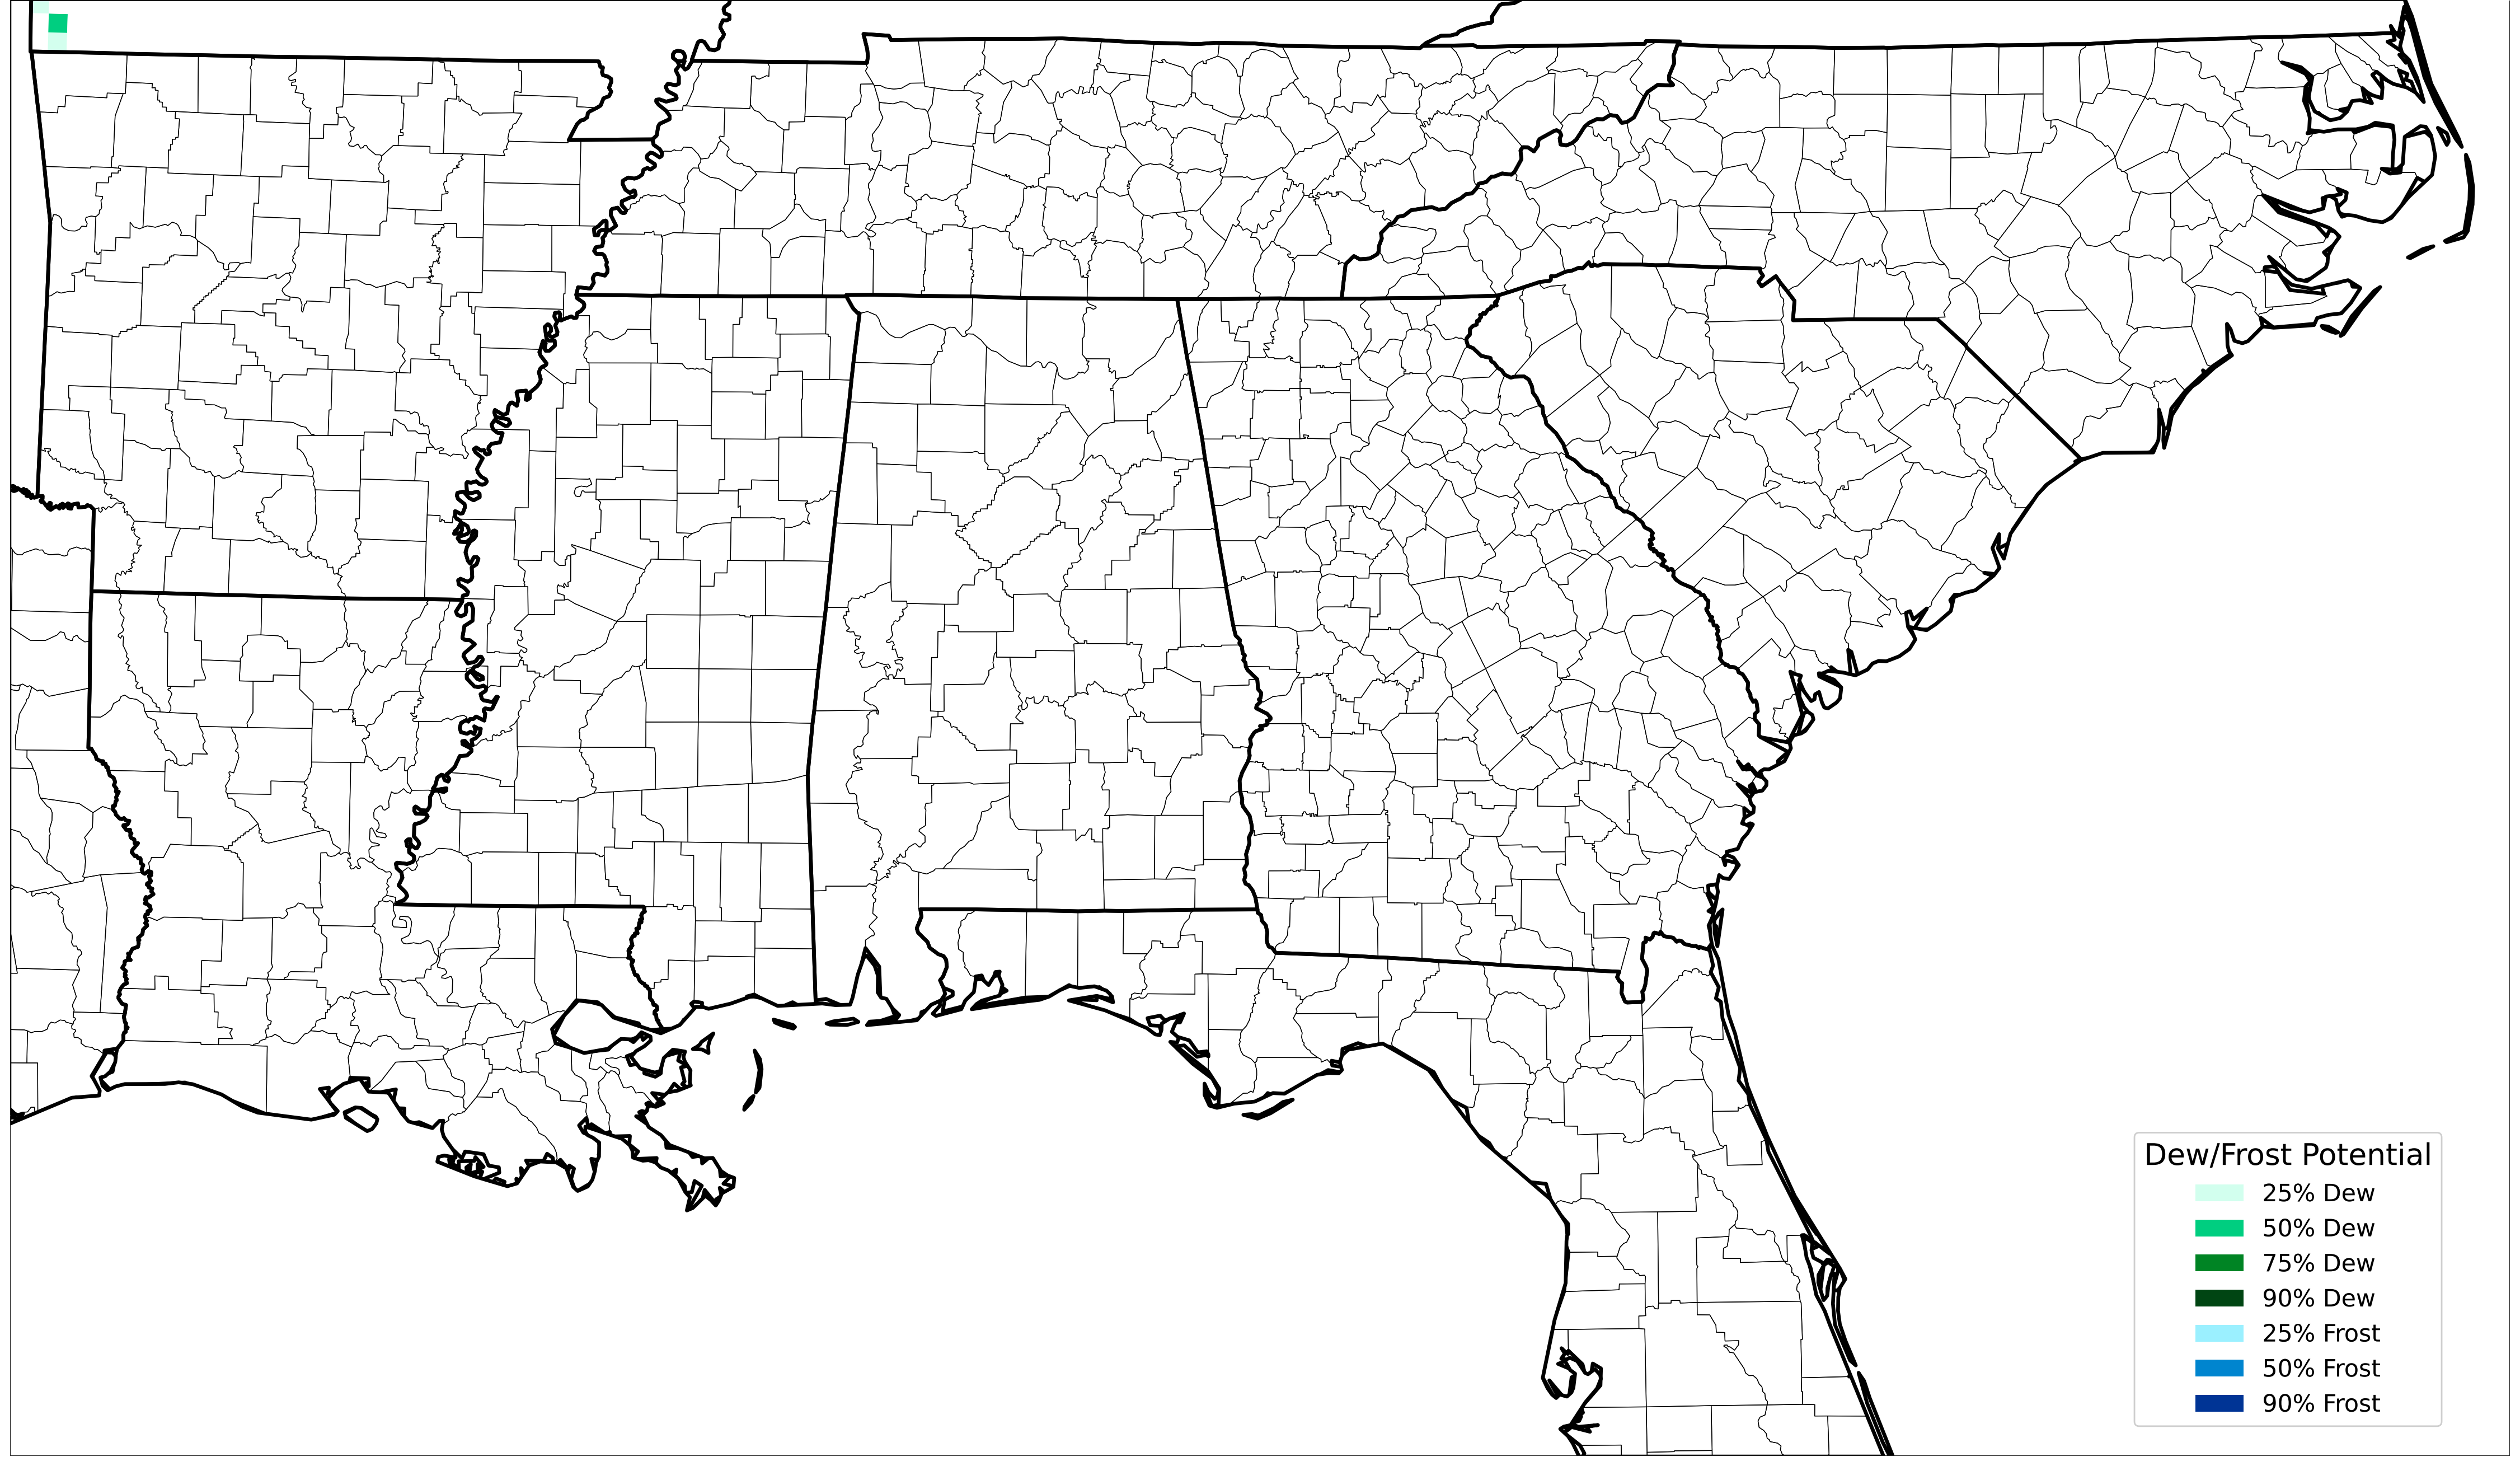 Dew/Frost Potential
25% Dew
50% Dew
75% Dew
90% Dew
25% Frost
50% Frost
90% Frost